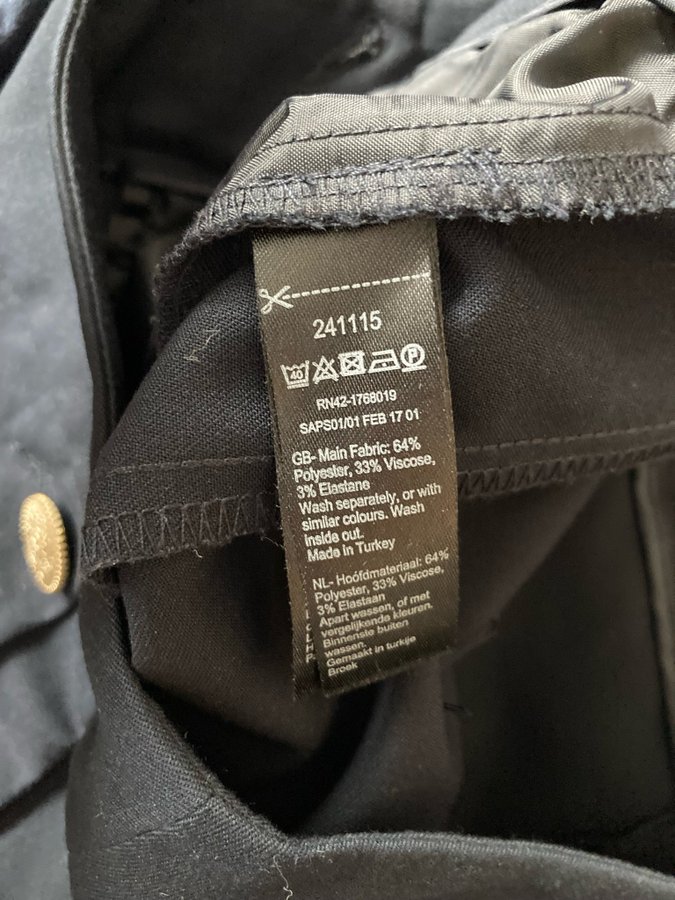 241115
40 P
RN42-1768019
SAPS01/01 FEB 17 01
GB- Main Fabric: 64%
Polyester, 33% Viscose,
3% Elastane
Wash separately, or with
similar colours. Wash
inside out.
Made in Turkey
NL- Hoofdmateriaal: 64%
Polyester, 33% Viscose,
3% Elastaan
Apart wassen, of met
vergelijkende kleuren.
Binnenste buiten
wassen.
Gemaakt in turkije
Broek